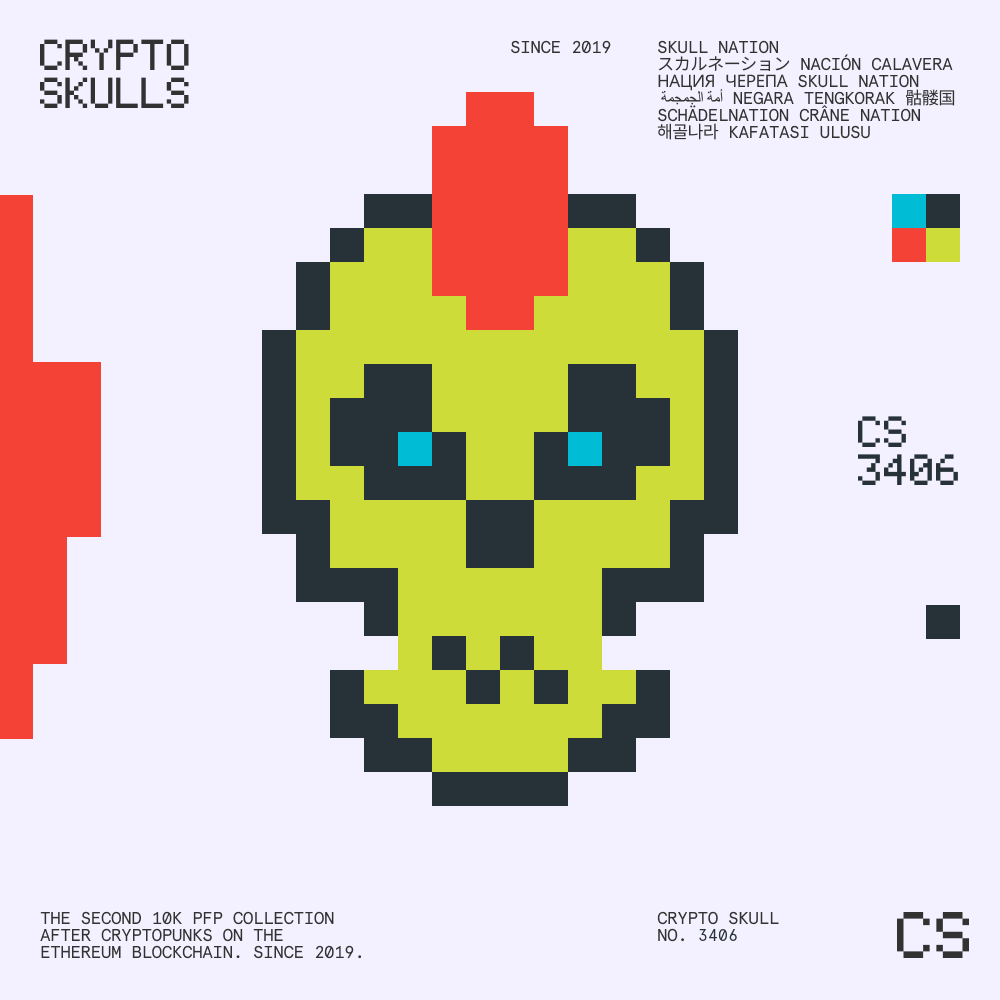 CRYPTO
SKULLS
SINCE 2019
SKULL NATION
スカルネーション NACIÓN CALAVERA
НАЦИЯ ЧЕРЕПА SKULL NATION
أمة الجمجمة NEGARA TENGKORAK 骷髅国
SCHÄDELNATION CRÂNE NATION
해골나라 KAFATASI ULUSU
CS
3406
THE SECOND 10K PFP COLLECTION
AFTER CRYPTOPUNKS ON THE
ETHEREUM BLOCKCHAIN. SINCE 2019.
CRYPTO SKULL
NO. 3406
CS